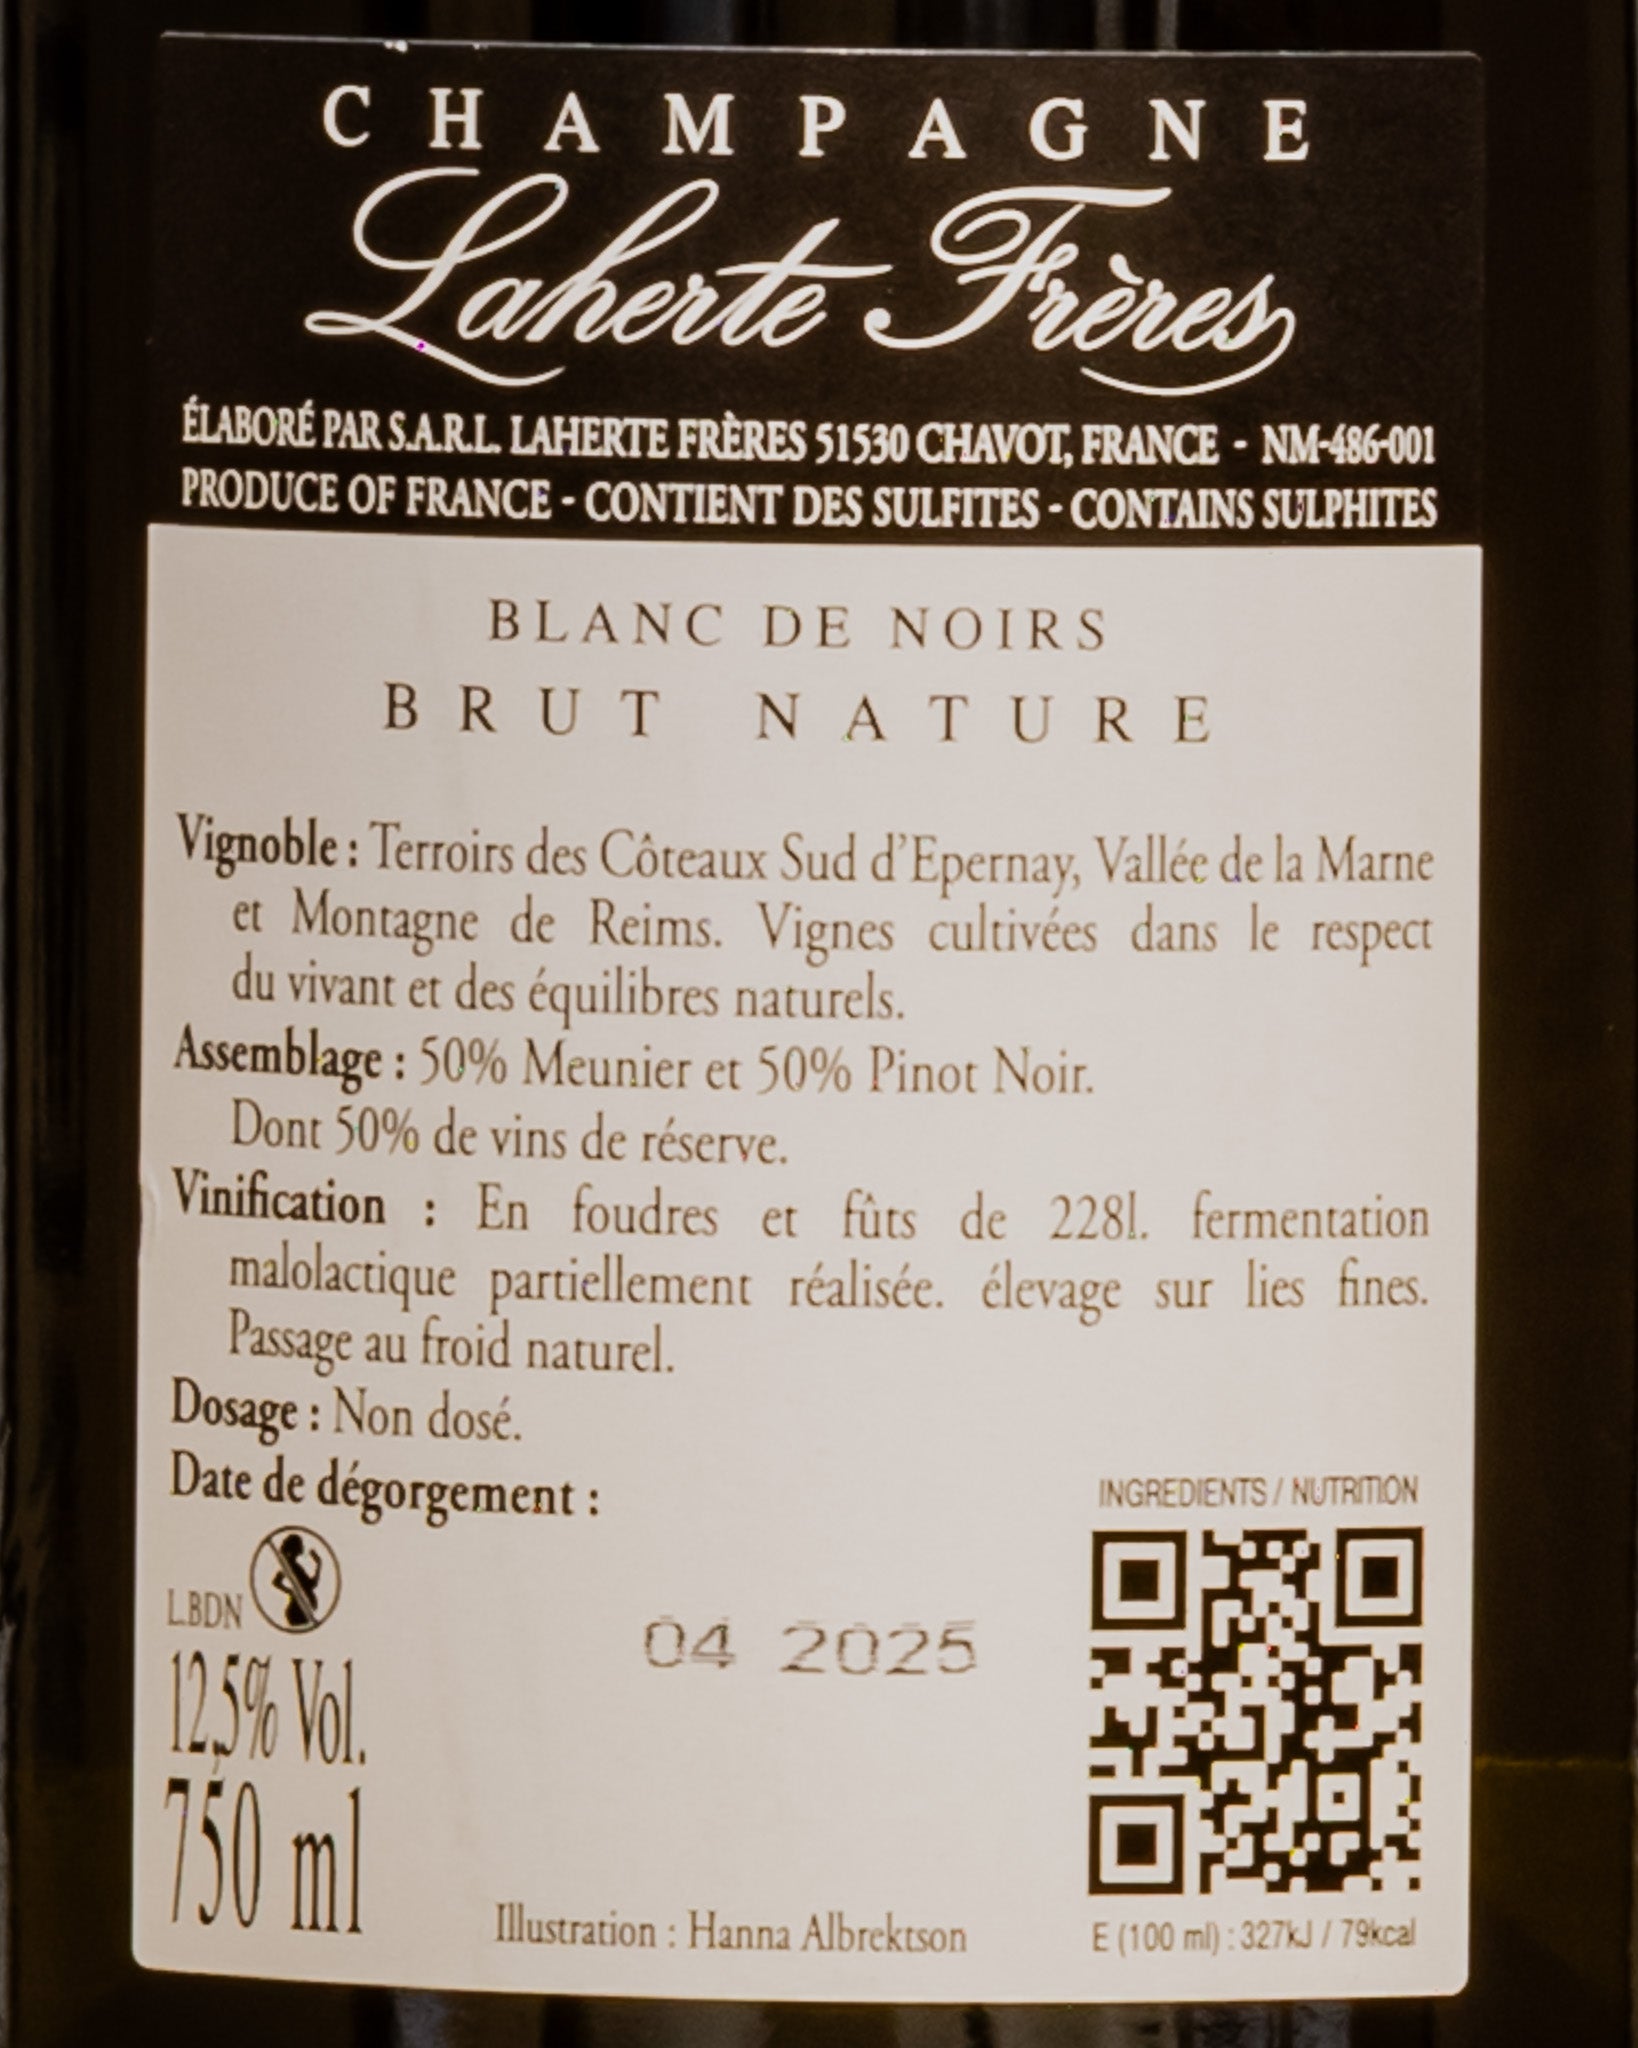 CHAMPAGNE
Laherte Frères
ÉLABORÉ PAR S.A.R.L. LAHERTE FRÈRES 51530 CHAVOT, FRANCE - NM-486-001
PRODUCE OF FRANCE - CONTIENT DES SULFITES - CONTAINS SULPHITES
BLANC DE NOIRS
BRUT NATURE
Vignoble : Terroirs des Côteaux Sud d'Epernay, Vallée de la Marne
et Montagne de Reims. Vignes cultivées dans le respect
du vivant et des équilibres naturels.
Assemblage : 50% Meunier et 50% Pinot Noir.
Dont 50% de vins de réserve.
Vinification : En foudres et fûts de 228l. fermentation
malolactique partiellement réalisée. élevage sur lies fines.
Passage au froid naturel.
Dosage : Non dosé.
Date de dégorgement :
04 2025
L.BDN
12,5% Vol.
750 ml
Illustration : Hanna Albrektson
INGREDIENTS / NUTRITION
E (100 ml) : 327kJ / 79kcal